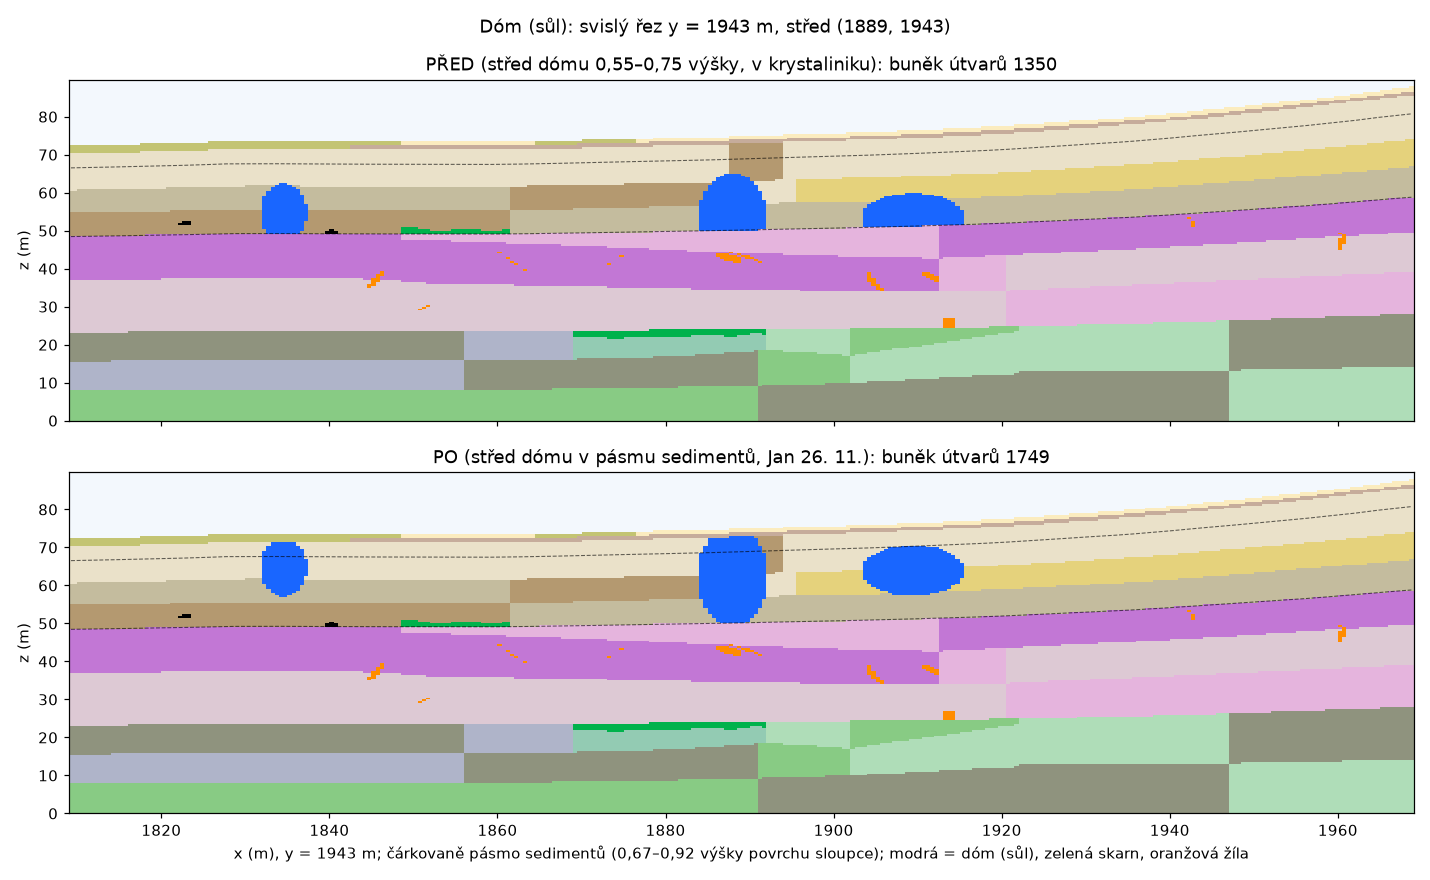 Dóm (sůl): svislý řez y = 1943 m, střed (1889, 1943)
PŘED (střed dómu 0,55–0,75 výšky, v krystaliniku): buněk útvarů 1350
80
70
60
50
40
30
20
10
0
z (m)
PO (střed dómu v pásmu sedimentů, Jan 26. 11.): buněk útvarů 1749
80
70
60
50
40
30
20
10
0
z (m)
1820 1840 1860 1880 1900 1920 1940 1960
x (m), y = 1943 m; čárkovaně pásmo sedimentů (0,67–0,92 výšky povrchu sloupce); modrá = dóm (sůl), zelená skarn, oranžová žíla